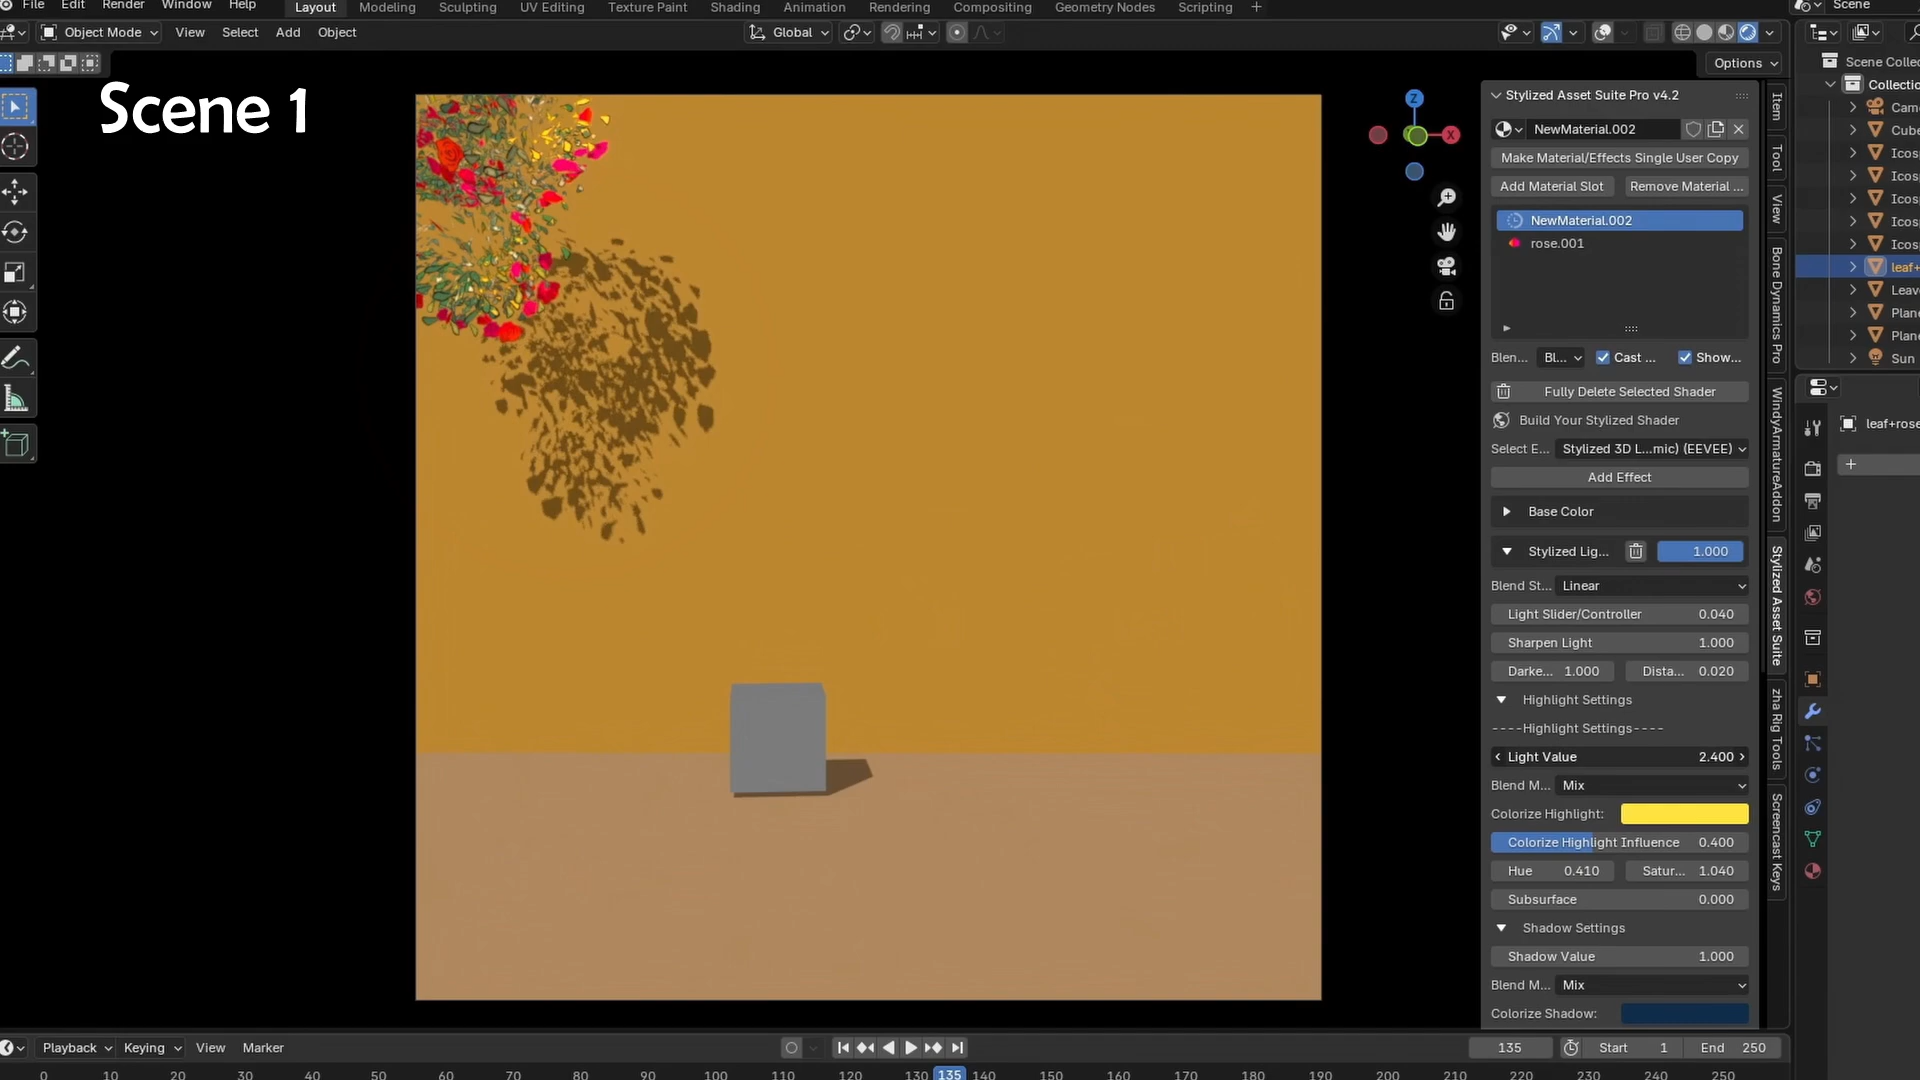 File Edit Render Window Help Layout Modeling Sculpting UV Editing Texture Paint Shading Animation Rendering Compositing Geometry Nodes Scripting + Scene
Object Mode View Select Add Object Global
Options
Scene 1
Stylized Asset Suite Pro v4.2
NewMaterial.002
Make Material/Effects Single User Copy
Add Material Slot Remove Material ...
NewMaterial.002
rose.001
Blen... Bl... Cast ... Show...
Fully Delete Selected Shader
Build Your Stylized Shader
Select E... Stylized 3D L...mic) (EEVEE)
Add Effect
Base Color
Stylized Lig... 1.000
Blend St... Linear
Light Slider/Controller 0.040
Sharpen Light 1.000
Darke... 1.000 Dista... 0.020
Highlight Settings
----Highlight Settings----
Light Value 2.400
Blend M... Mix
Colorize Highlight:
Colorize Highlight Influence 0.400
Hue 0.410 Satur... 1.040
Subsurface 0.000
Shadow Settings
Shadow Value 1.000
Blend M... Mix
Colorize Shadow:
Z
X
Item
Tool
View
Bone Dynamics Pro
WindyArmatureAddon
Stylized Asset Suite
zha Rig Tools
Screencast Keys
Scene Collec
Collectic
Cam
Cube
Icosp
Icosp
Icosp
Icosp
Icosp
leaf+
Leav
Plane
Plane
Sun
leaf+rose
+
Playback Keying View Marker 135 Start 1 End 250
0 10 20 30 40 50 60 70 80 90 100 110 120 130 135 140 150 160 170 180 190 200 210 220 230 240 250